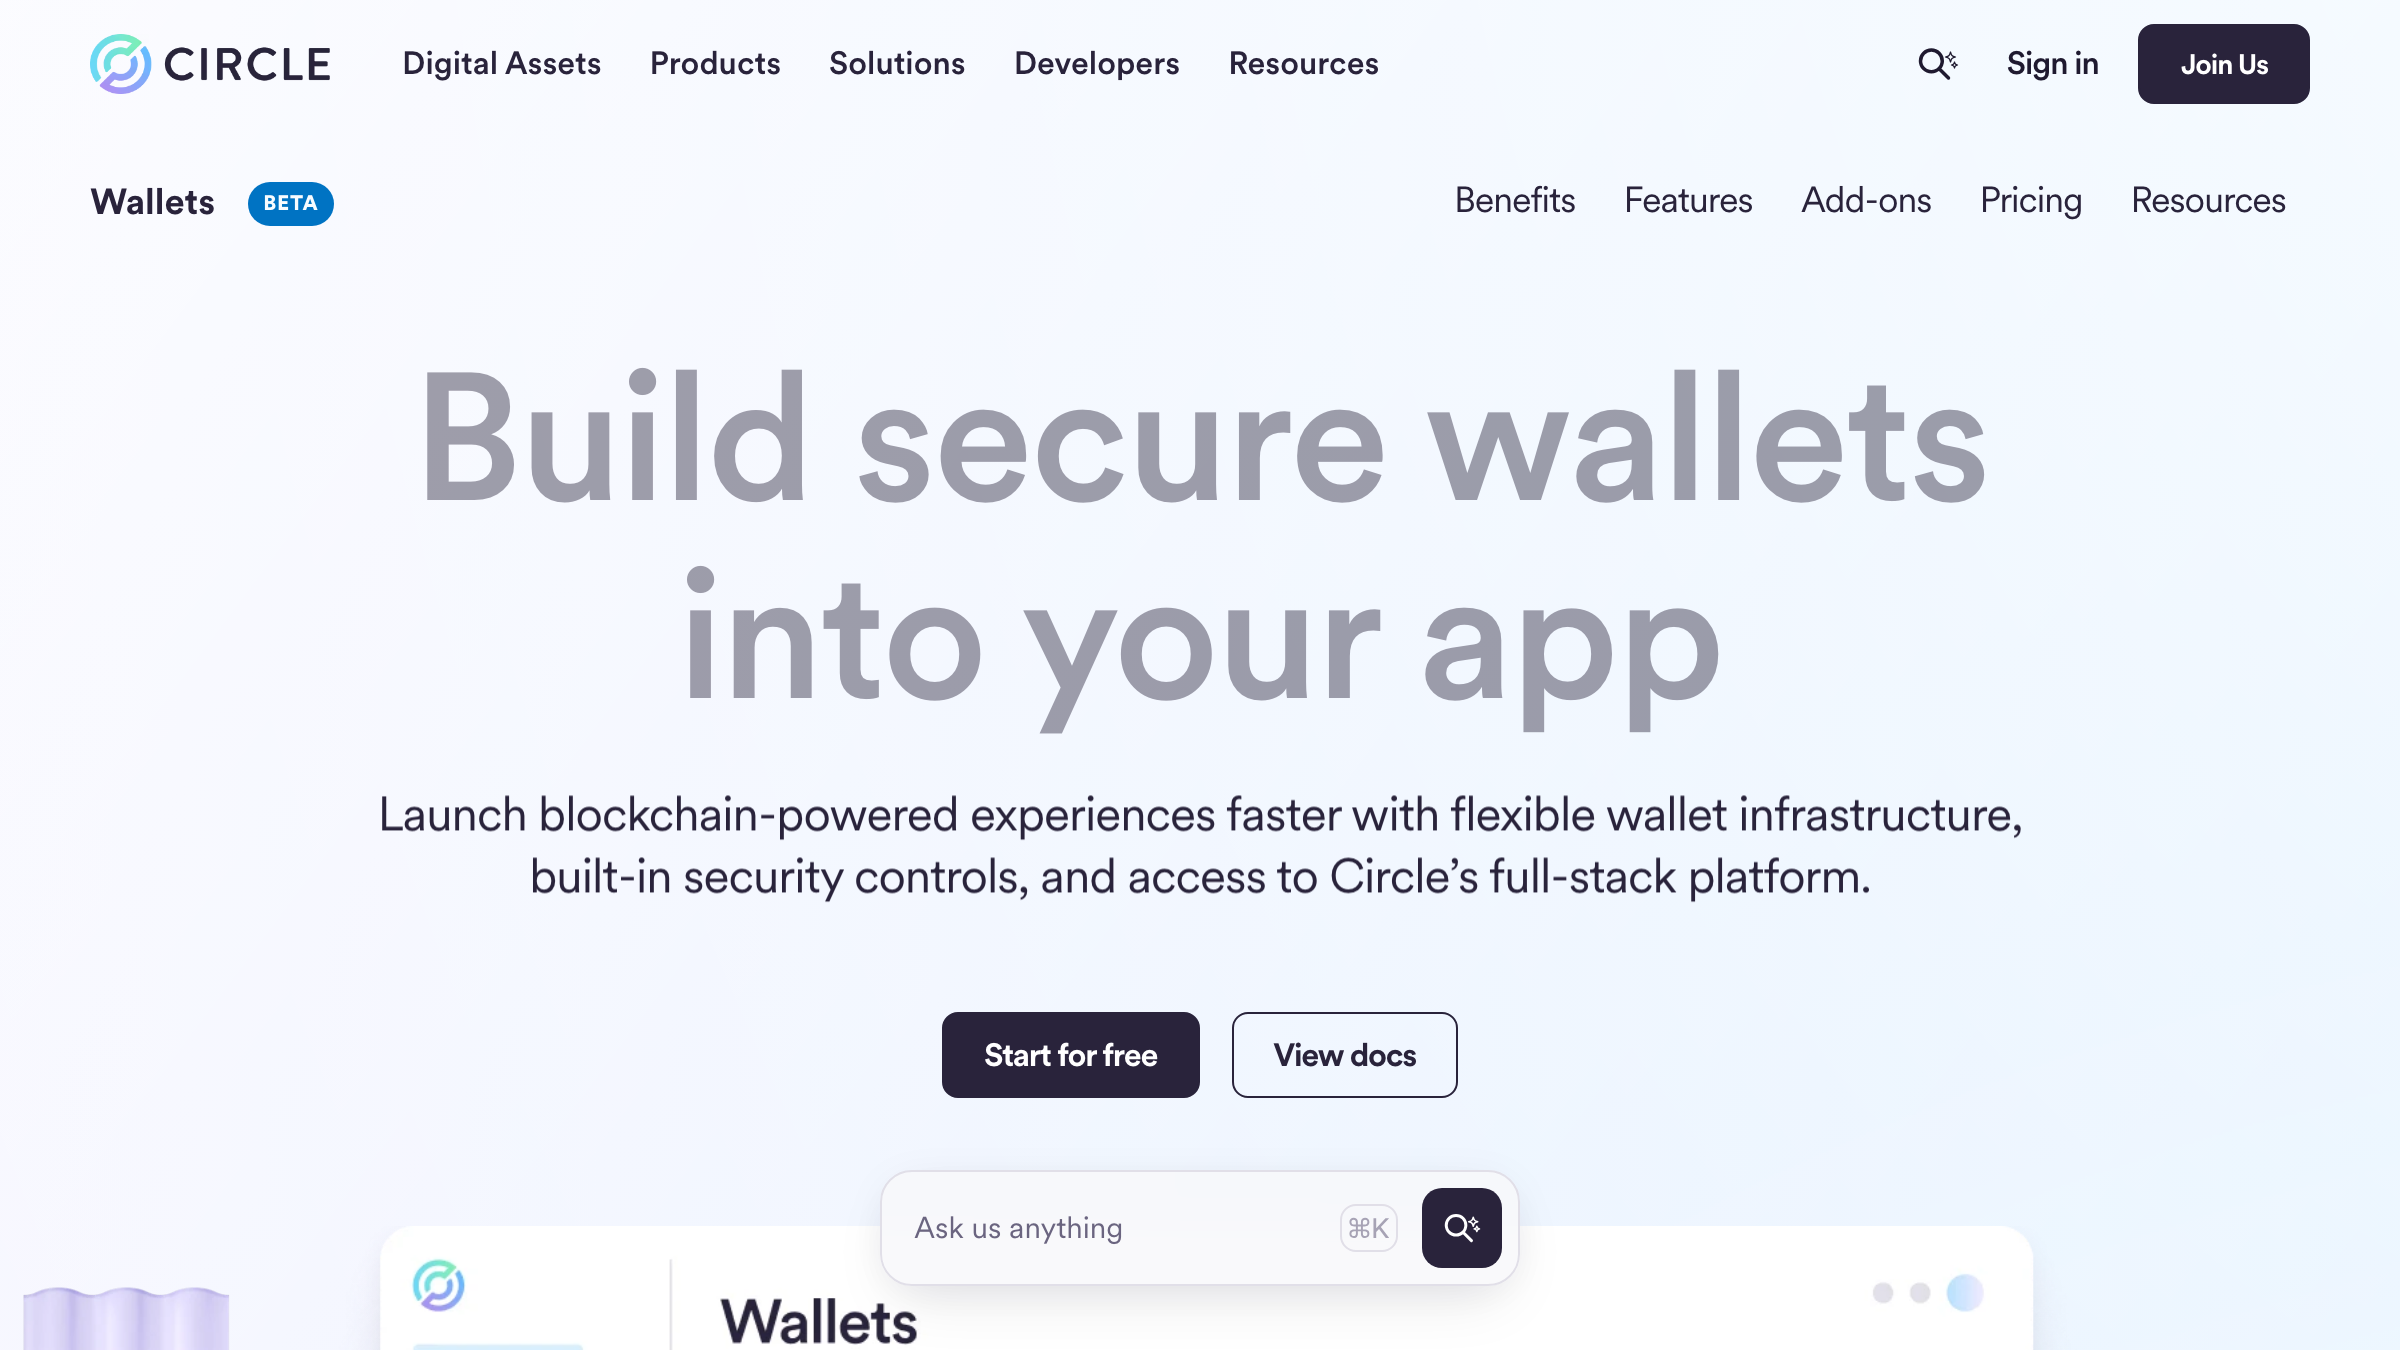 CIRCLE
Digital Assets
Products
Solutions
Developers
Resources
Sign in
Join Us
Wallets
BETA
Benefits
Features
Add-ons
Pricing
Resources
Build secure wallets
into your app
Launch blockchain-powered experiences faster with flexible wallet infrastructure,
built-in security controls, and access to Circle’s full-stack platform.
Start for free
View docs
Ask us anything
⌘K
Wallets